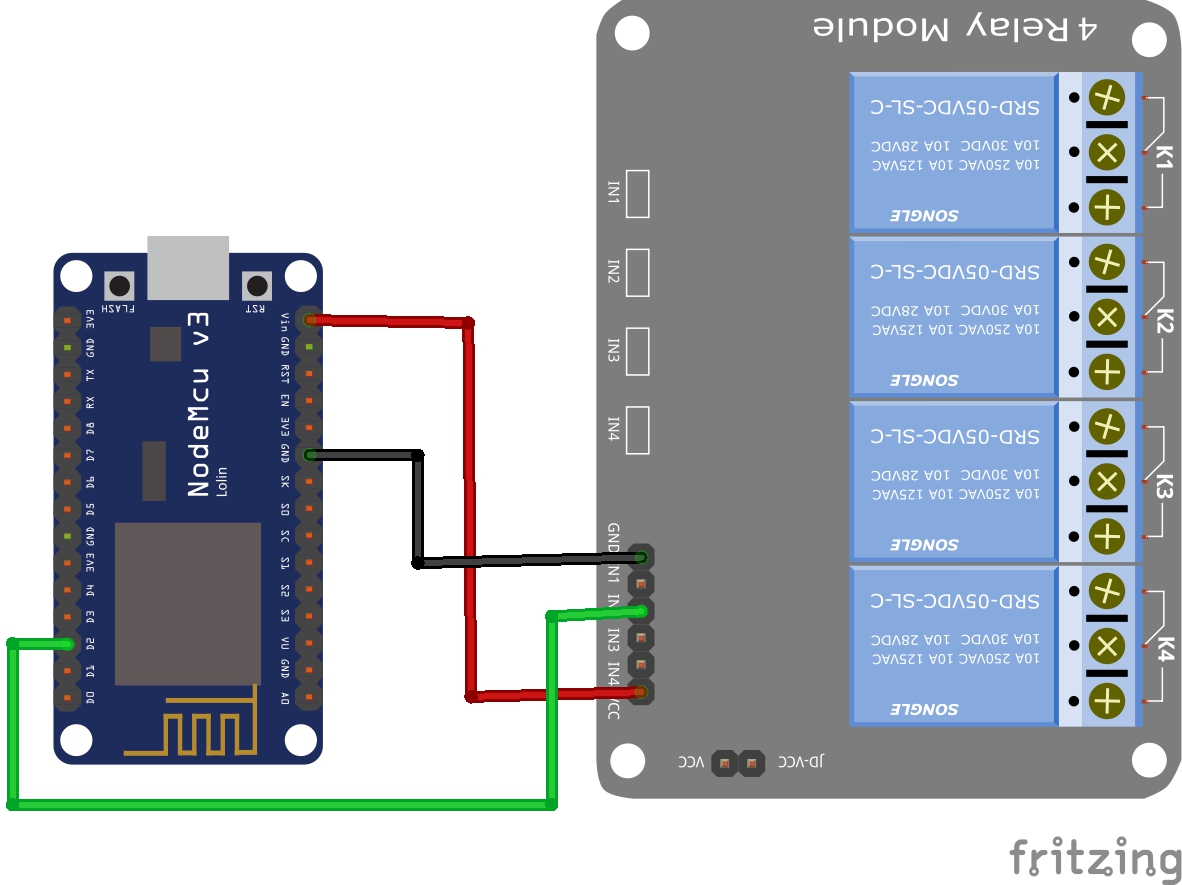 4 Relay Module
SRD-05VDC-SL-C
10A 30VDC 10A 28VDC
10A 250VAC 10A 125VAC
SONGLE
K1
SRD-05VDC-SL-C
10A 30VDC 10A 28VDC
10A 250VAC 10A 125VAC
SONGLE
K2
SRD-05VDC-SL-C
10A 30VDC 10A 28VDC
10A 250VAC 10A 125VAC
SONGLE
K3
SRD-05VDC-SL-C
10A 30VDC 10A 28VDC
10A 250VAC 10A 125VAC
SONGLE
K4
IN1
IN2
IN3
IN4
GND
IN1
IN3
IN4
VCC
VCC
JD-VCC
FLASH
RST
NodeMcu v3
Lolin
3V3
GND
TX
RX
D8
D7
D6
D5
GND
3V3
D4
D3
D2
D1
D0
Vin
GND
RST
EN
3V3
GND
SK
SO
SC
S1
S2
S3
VU
GND
A0
fritzing